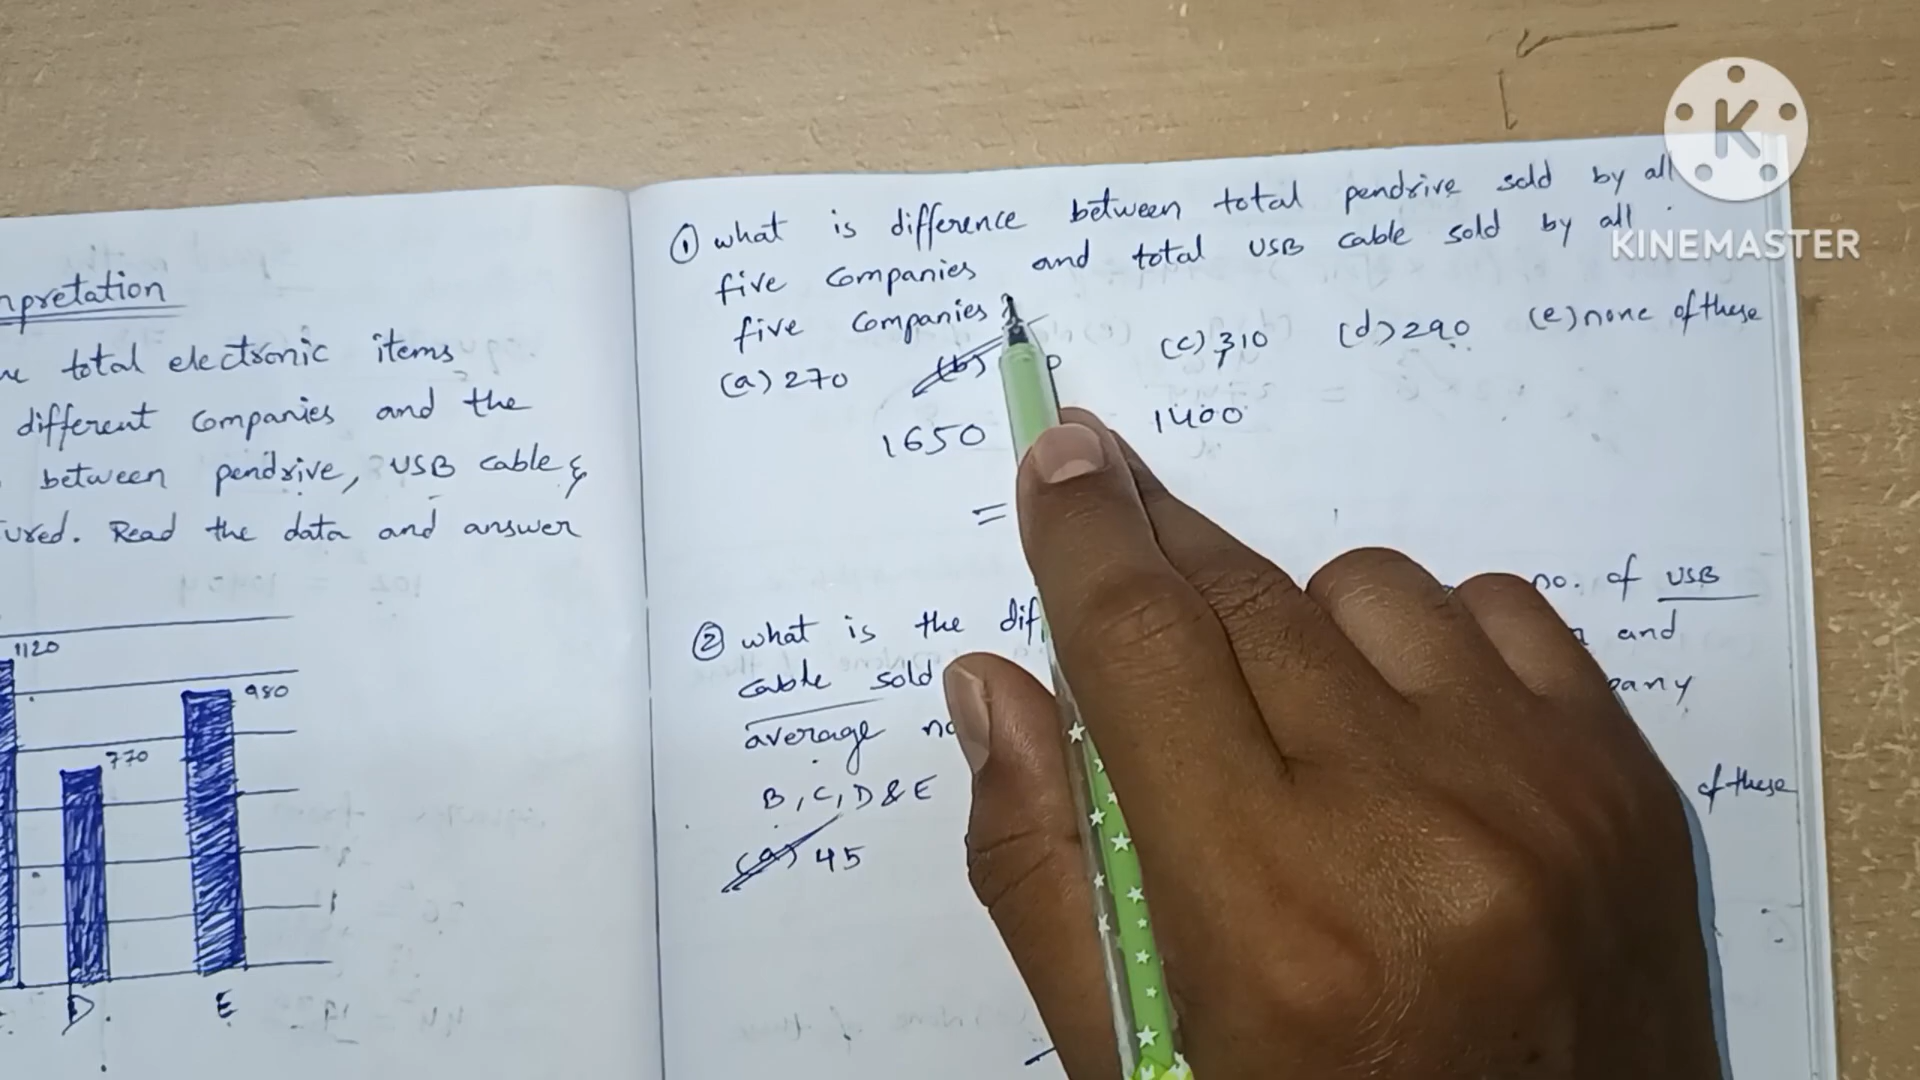 KINEMASTER
pretation
total electronic items
different companies and the
between pendrive, USB cable &
ured. Read the data and answer
1120
980
770
D
E
① what is difference between total pendrive sold by all
five companies and total USB cable sold by all
five companies?
(a) 270 (b) (c) 310 (d) 290 (e) none of these
1650 1400
=
② what is the dif no. of USB
cable sold and
average
B, C, D & E of these
(a) 45